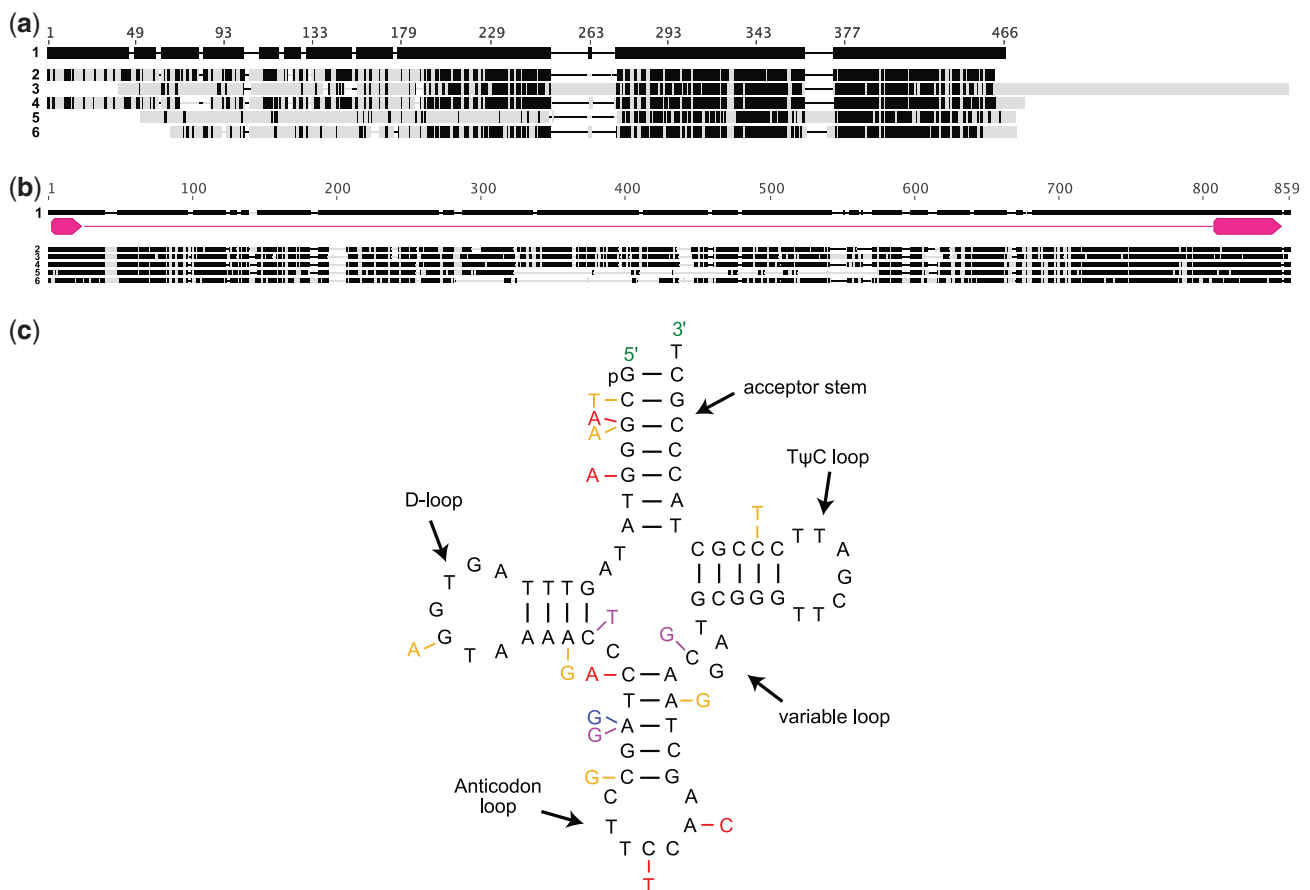 (a)
1 49 93 133 179 229 263 293 343 377 466
1
2
3
4
5
6
(b)
1 100 200 300 400 500 600 700 800 859
1
2
3
4
5
6
(c)
3'
5' T
pG C
T C G
A G C
A
G C
A G C
T A
A T
acceptor stem
TψC loop
D-loop
T
T A
C G C C C T T A
G
C
G C G G G T T
T G A T T T G
G
A G T A A A A C T
G
C
T
A
G C G
A C A
T A G
G A T
G
G C
G C G
C A
T A C
T C C
T
variable loop
Anticodon
loop